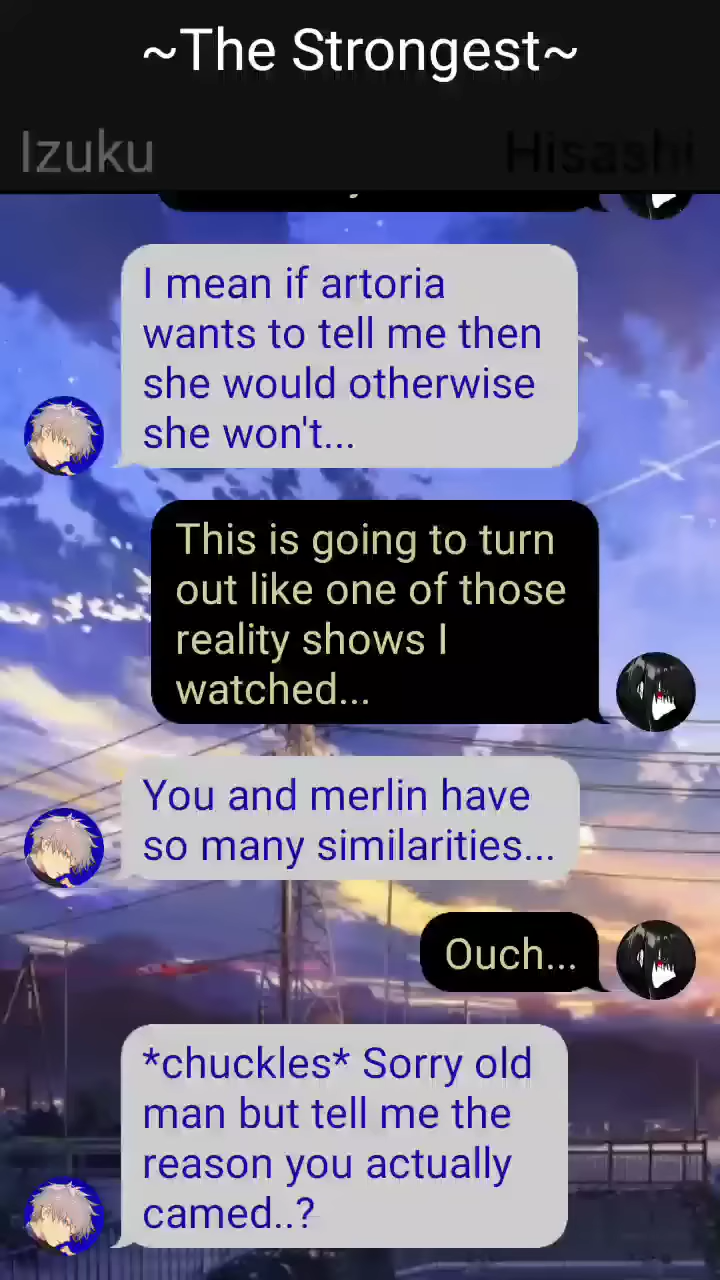 ~The Strongest~
Izuku
Hisashi
I mean if artoria
wants to tell me then
she would otherwise
she won't...
This is going to turn
out like one of those
reality shows I
watched...
You and merlin have
so many similarities...
Ouch...
*chuckles* Sorry old
man but tell me the
reason you actually
camed..?